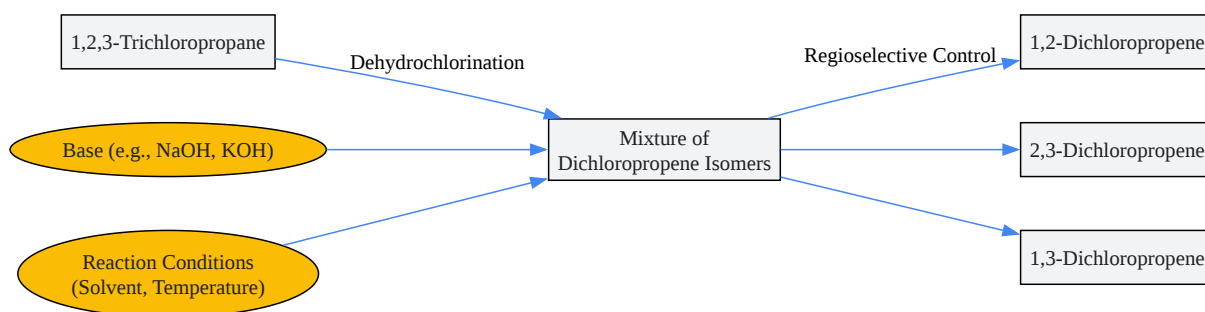 1,2,3-Trichloropropane
Dehydrochlorination
Regioselective Control
1,2-Dichloropropene
Base (e.g., NaOH, KOH)
Mixture of
Dichloropropene Isomers
2,3-Dichloropropene
Reaction Conditions
(Solvent, Temperature)
1,3-Dichloropropene